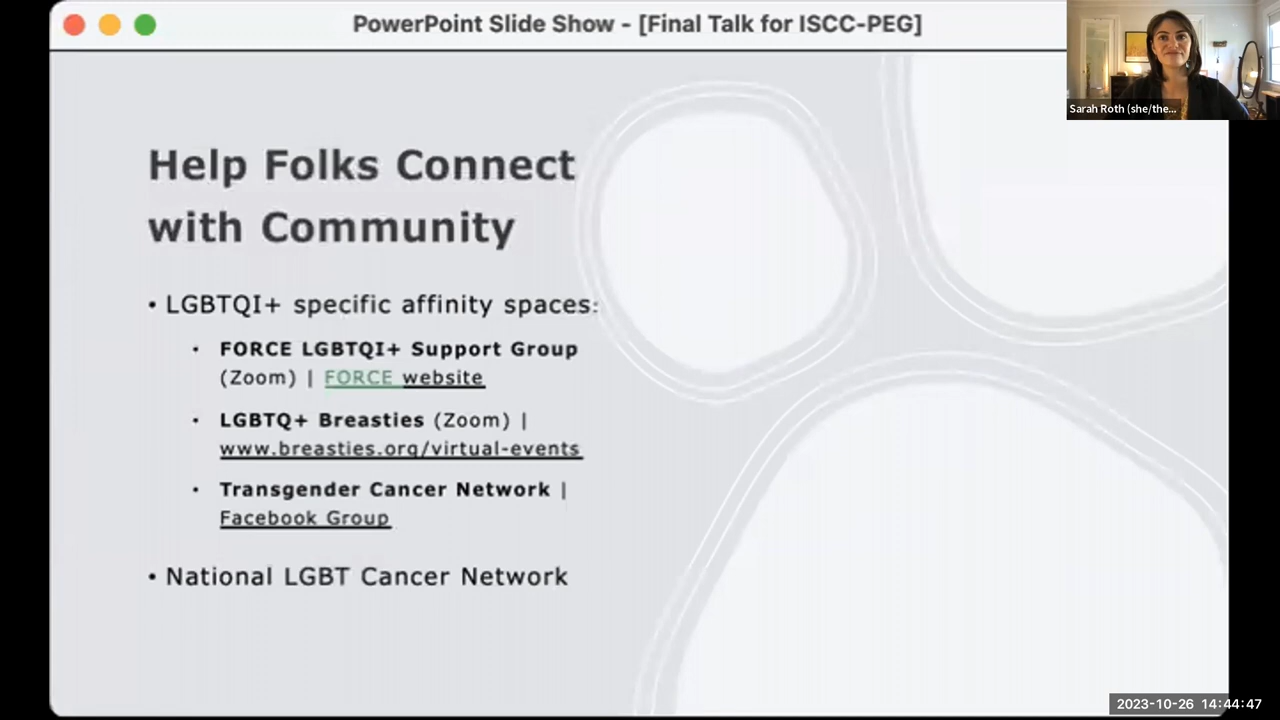 PowerPoint Slide Show - [Final Talk for ISCC-PEG]
Sarah Roth (she/the...
Help Folks Connect
with Community
• LGBTQI+ specific affinity spaces:
• FORCE LGBTQI+ Support Group
(Zoom) | FORCE website
• LGBTQ+ Breasties (Zoom) |
www.breasties.org/virtual-events
• Transgender Cancer Network |
Facebook Group
• National LGBT Cancer Network
2023-10-26 14:44:47